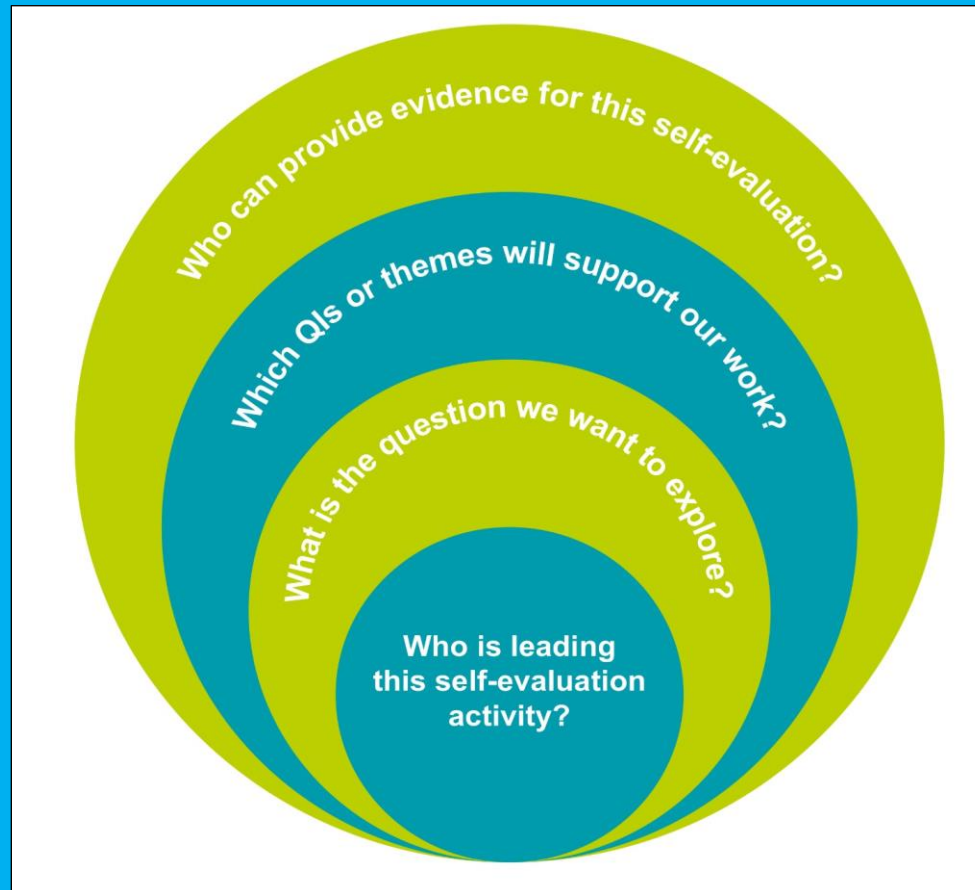 Who can provide evidence for this self-evaluation?
Which QIs or themes will support our work?
What is the question we want to explore?
Who is leading
this self-evaluation
activity?